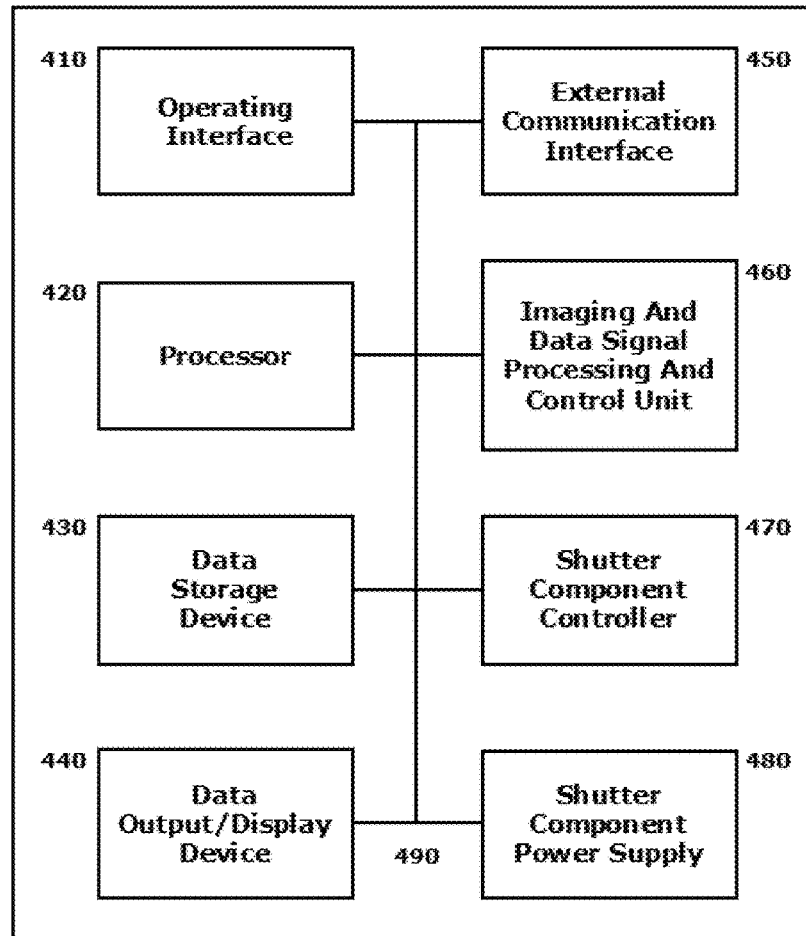 410
Operating
Interface
450
External
Communication
Interface
420
Processor
460
Imaging And
Data Signal
Processing And
Control Unit
430
Data
Storage
Device
470
Shutter
Component
Controller
440
Data
Output/Display
Device
490
480
Shutter
Component
Power Supply